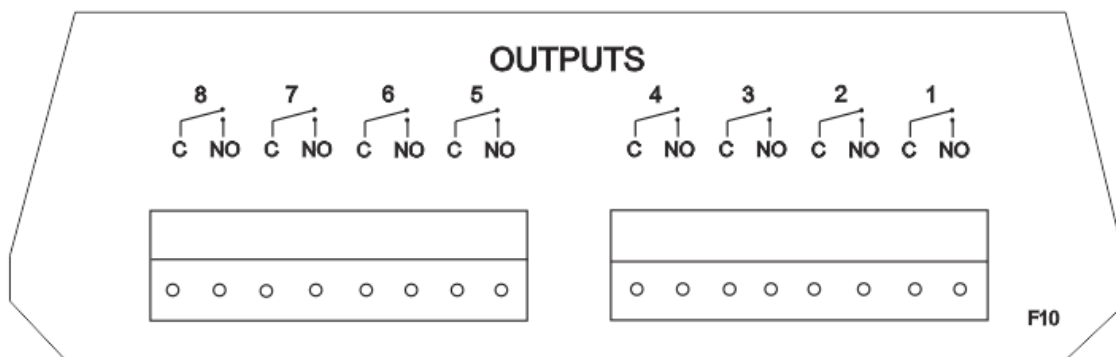 OUTPUTS
8 7 6 5 4 3 2 1
C NO C NO C NO C NO C NO C NO C NO C NO
F10